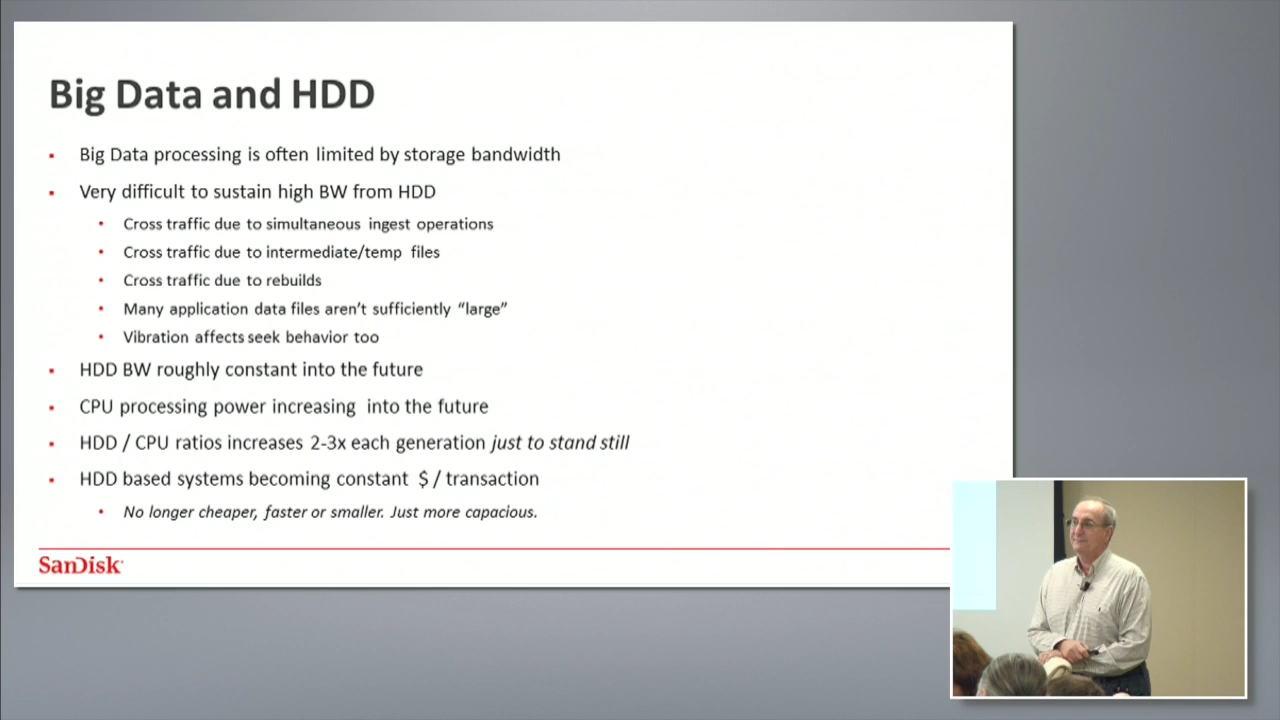 Big Data and HDD
Big Data processing is often limited by storage bandwidth
Very difficult to sustain high BW from HDD
Cross traffic due to simultaneous ingest operations
Cross traffic due to intermediate/temp files
Cross traffic due to rebuilds
Many application data files aren’t sufficiently “large”
Vibration affects seek behavior too
HDD BW roughly constant into the future
CPU processing power increasing into the future
HDD / CPU ratios increases 2-3x each generation just to stand still
HDD based systems becoming constant $ / transaction
No longer cheaper, faster or smaller. Just more capacious.
SanDisk